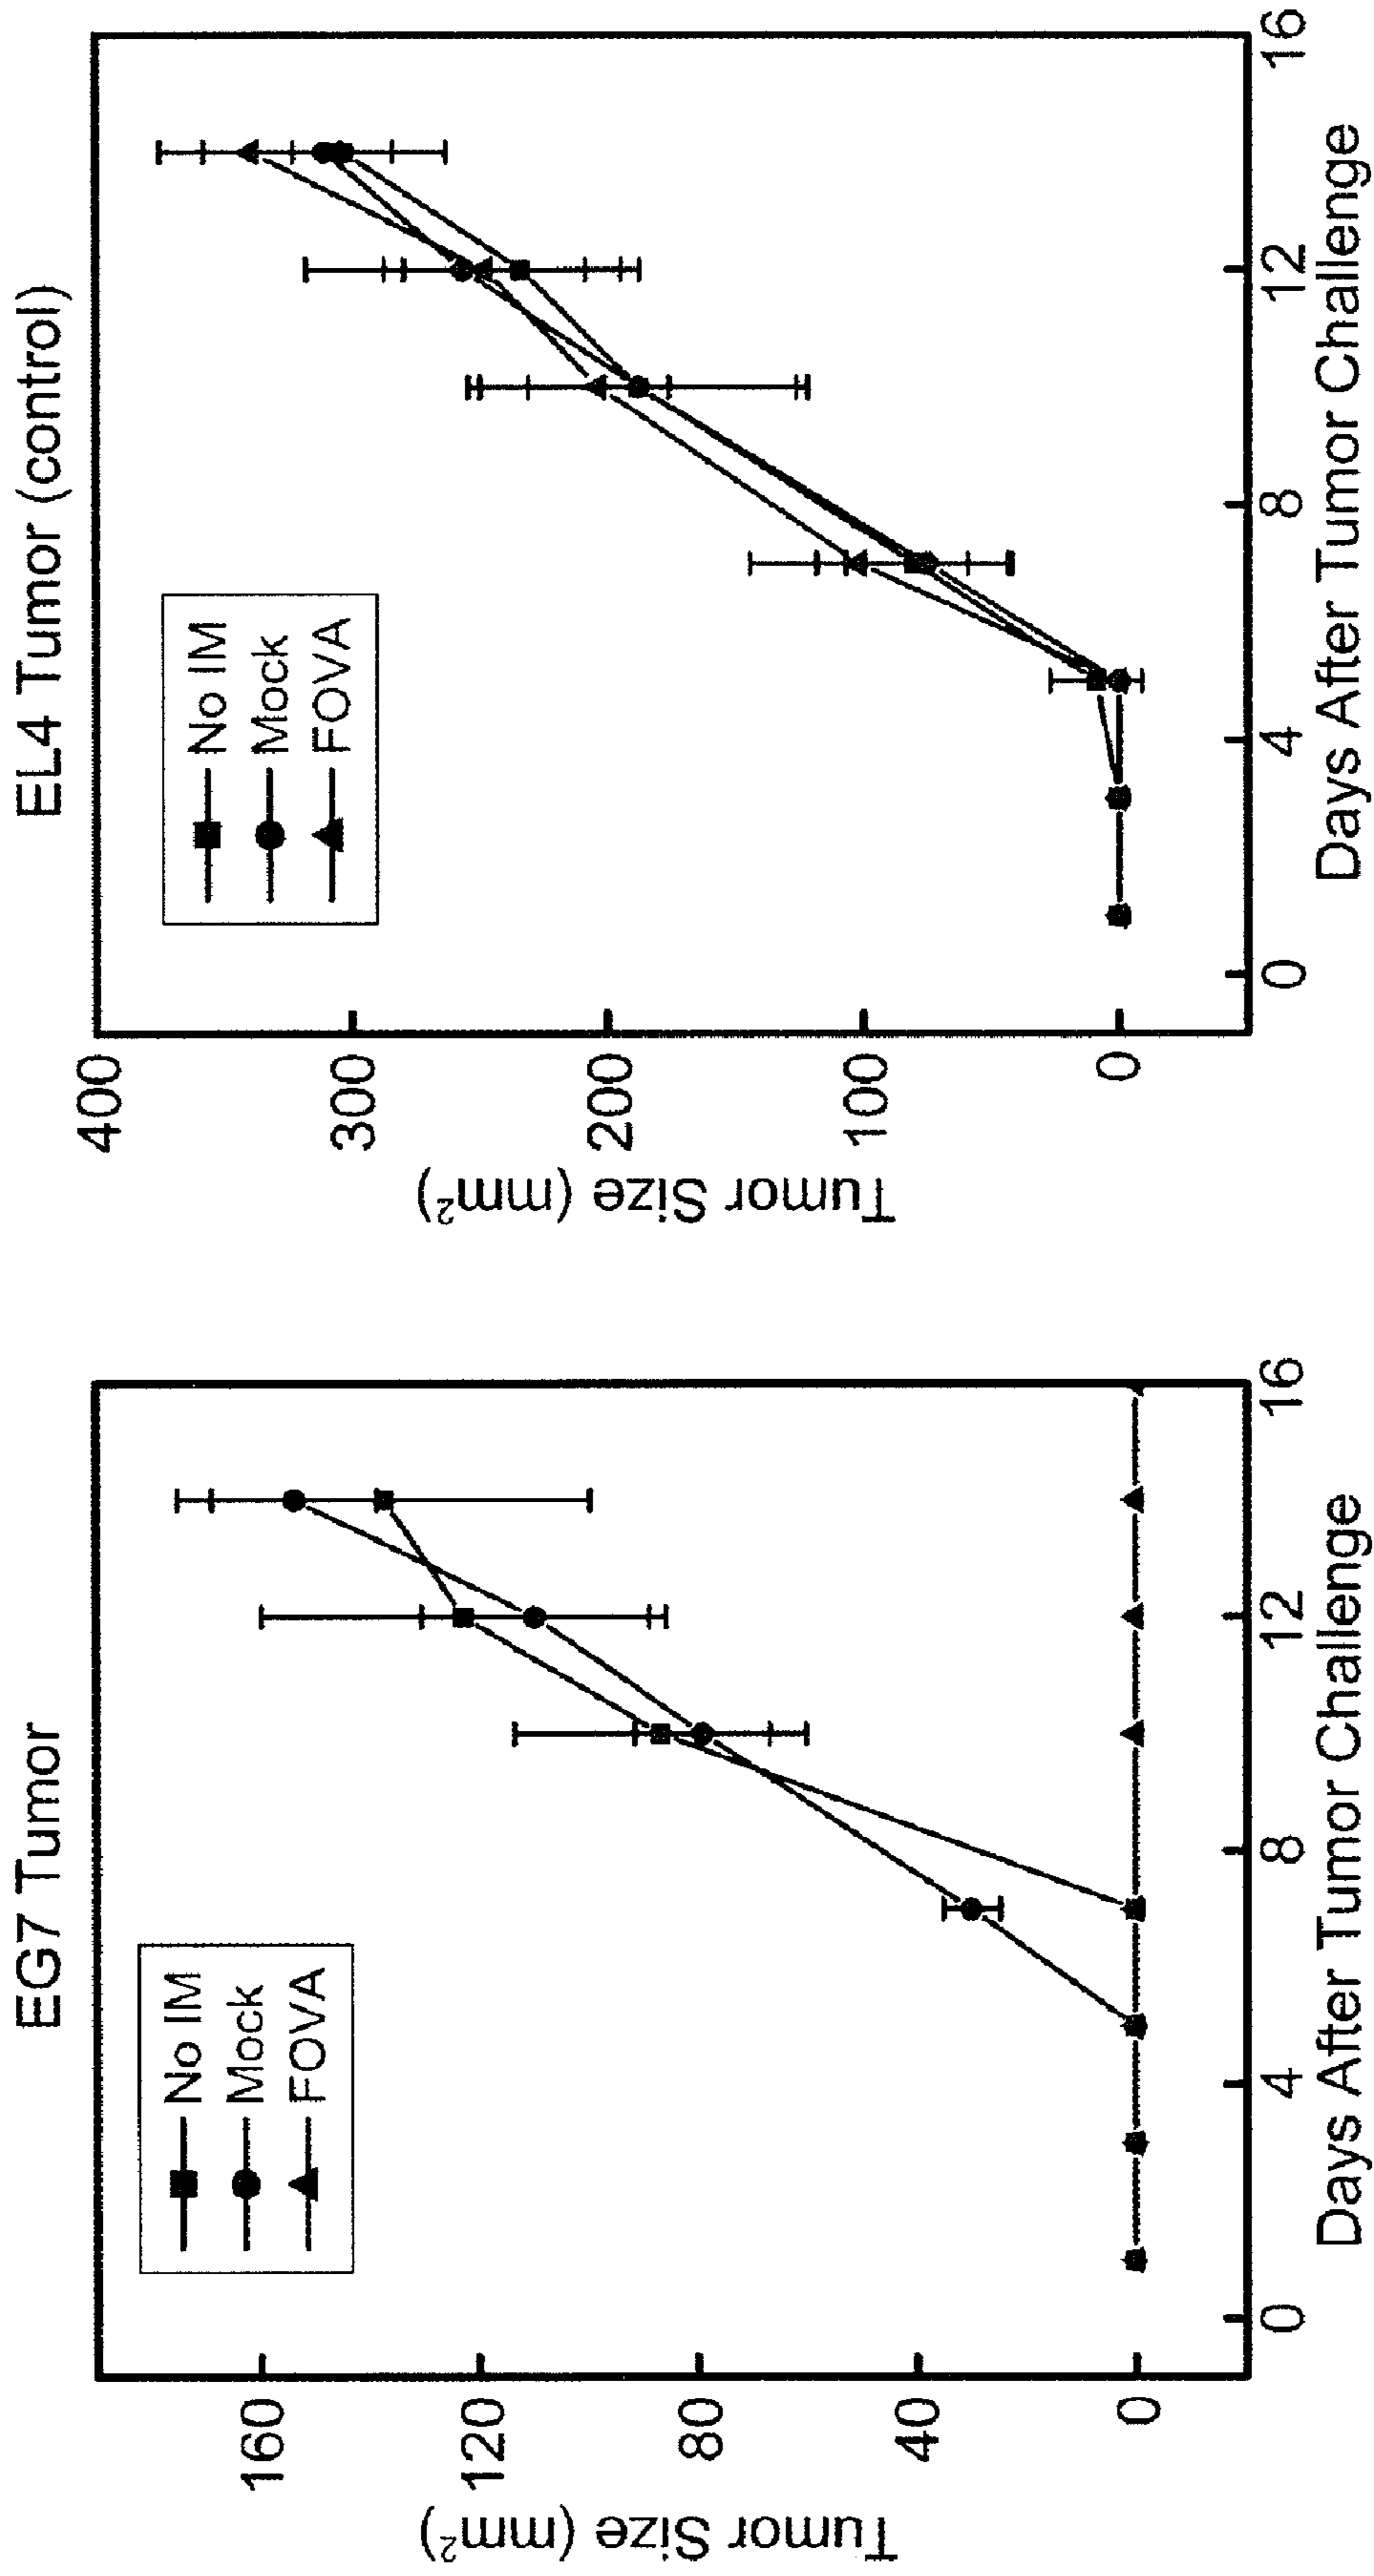 EG7 Tumor
No IM
Mock
FOVA
160
120
80
40
0
Tumor Size (mm²)
0
4
8
12
16
Days After Tumor Challenge
EL4 Tumor (control)
No IM
Mock
FOVA
400
300
200
100
0
Tumor Size (mm²)
0
4
8
12
16
Days After Tumor Challenge